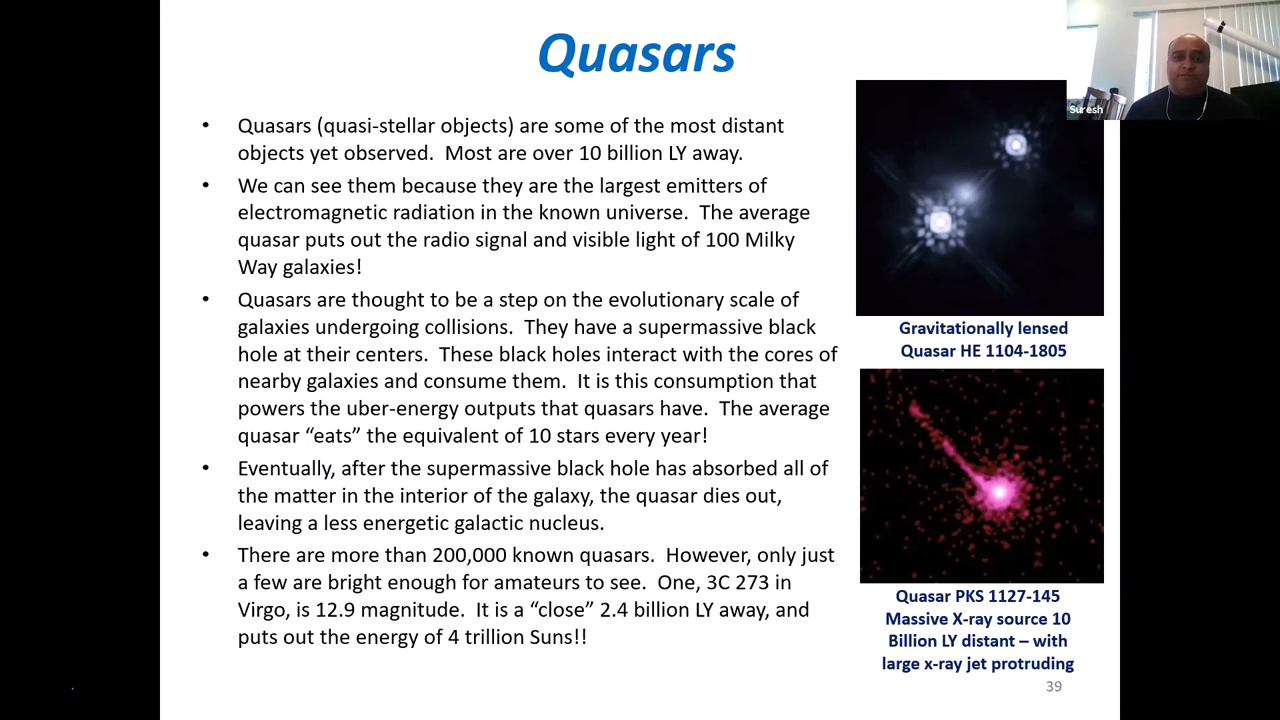 Quasars
Suresh
• Quasars (quasi-stellar objects) are some of the most distant
objects yet observed.  Most are over 10 billion LY away.
• We can see them because they are the largest emitters of
electromagnetic radiation in the known universe.  The average
quasar puts out the radio signal and visible light of 100 Milky
Way galaxies!
• Quasars are thought to be a step on the evolutionary scale of
galaxies undergoing collisions.  They have a supermassive black
hole at their centers.  These black holes interact with the cores of
nearby galaxies and consume them.  It is this consumption that
powers the uber-energy outputs that quasars have.  The average
quasar “eats” the equivalent of 10 stars every year!
• Eventually, after the supermassive black hole has absorbed all of
the matter in the interior of the galaxy, the quasar dies out,
leaving a less energetic galactic nucleus.
• There are more than 200,000 known quasars.  However, only just
a few are bright enough for amateurs to see.  One, 3C 273 in
Virgo, is 12.9 magnitude.  It is a “close” 2.4 billion LY away, and
puts out the energy of 4 trillion Suns!!
Gravitationally lensed
Quasar HE 1104-1805
Quasar PKS 1127-145
Massive X-ray source 10
Billion LY distant – with
large x-ray jet protruding
39